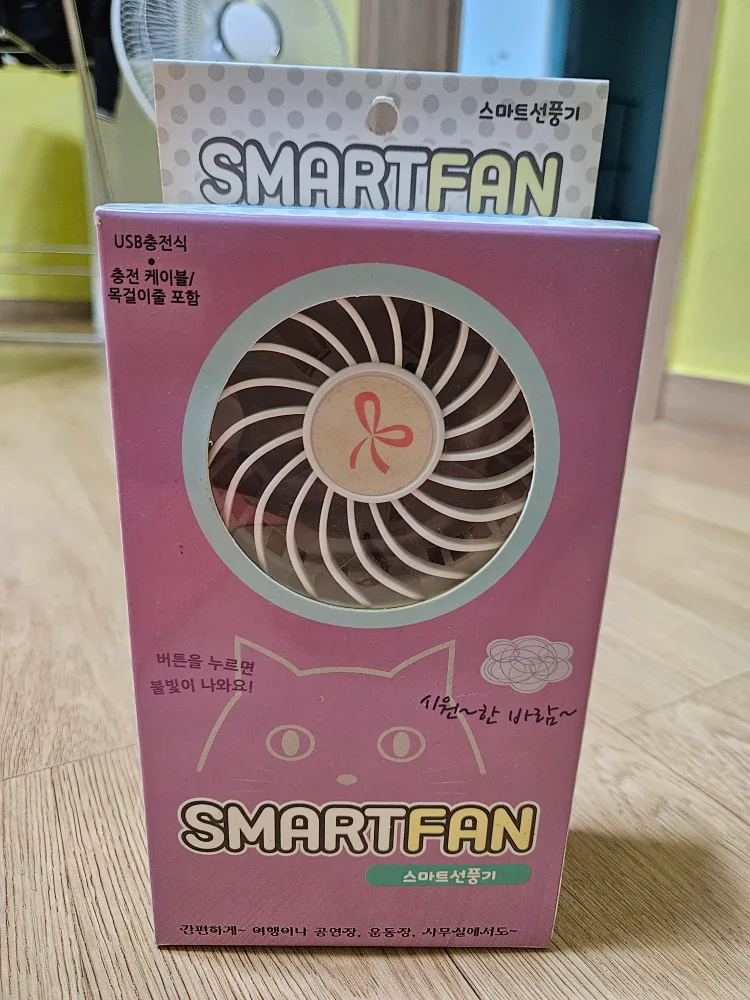 스마트선풍기
SMARTFAN
USB충전식
•
충전 케이블/
목걸이줄 포함
버튼을 누르면
불빛이 나와요!
시원~한 바람~
SMARTFAN
스마트선풍기
간편하게~ 여행이나 공연장, 운동장, 사무실에서도~